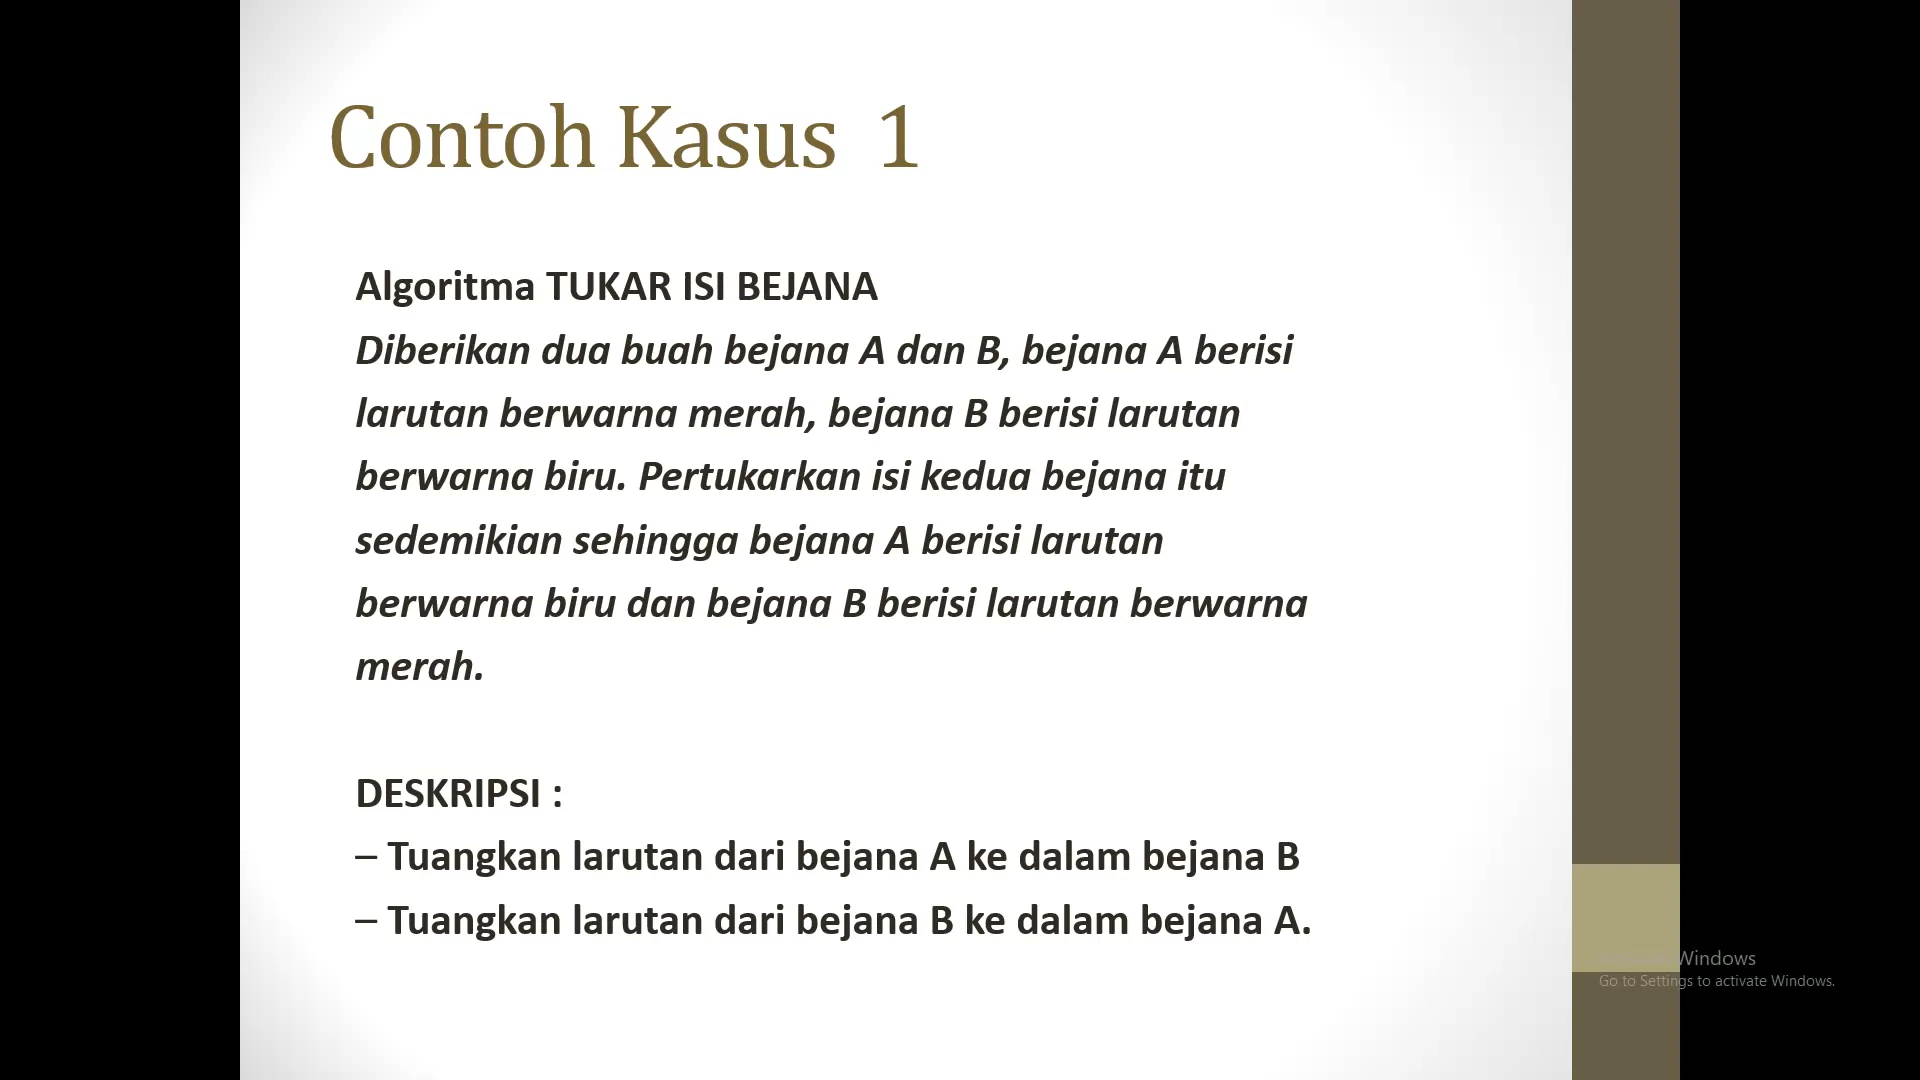 Contoh Kasus 1
Algoritma TUKAR ISI BEJANA
Diberikan dua buah bejana A dan B, bejana A berisi
larutan berwarna merah, bejana B berisi larutan
berwarna biru. Pertukarkan isi kedua bejana itu
sedemikian sehingga bejana A berisi larutan
berwarna biru dan bejana B berisi larutan berwarna
merah.
DESKRIPSI :
– Tuangkan larutan dari bejana A ke dalam bejana B
– Tuangkan larutan dari bejana B ke dalam bejana A.
Windows
Go to Settings to activate Windows.